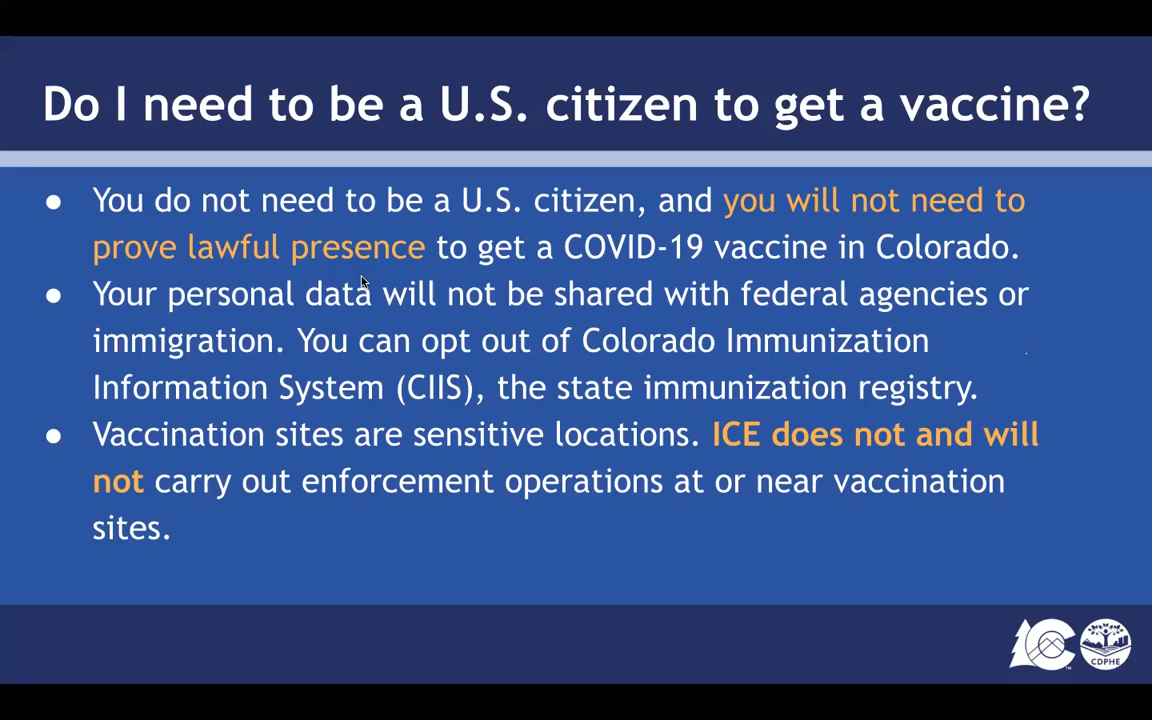 Do I need to be a U.S. citizen to get a vaccine?
● You do not need to be a U.S. citizen, and you will not need to
prove lawful presence to get a COVID-19 vaccine in Colorado.
● Your personal data will not be shared with federal agencies or
immigration. You can opt out of Colorado Immunization
Information System (CIIS), the state immunization registry.
● Vaccination sites are sensitive locations. ICE does not and will
not carry out enforcement operations at or near vaccination
sites.
CDPHE